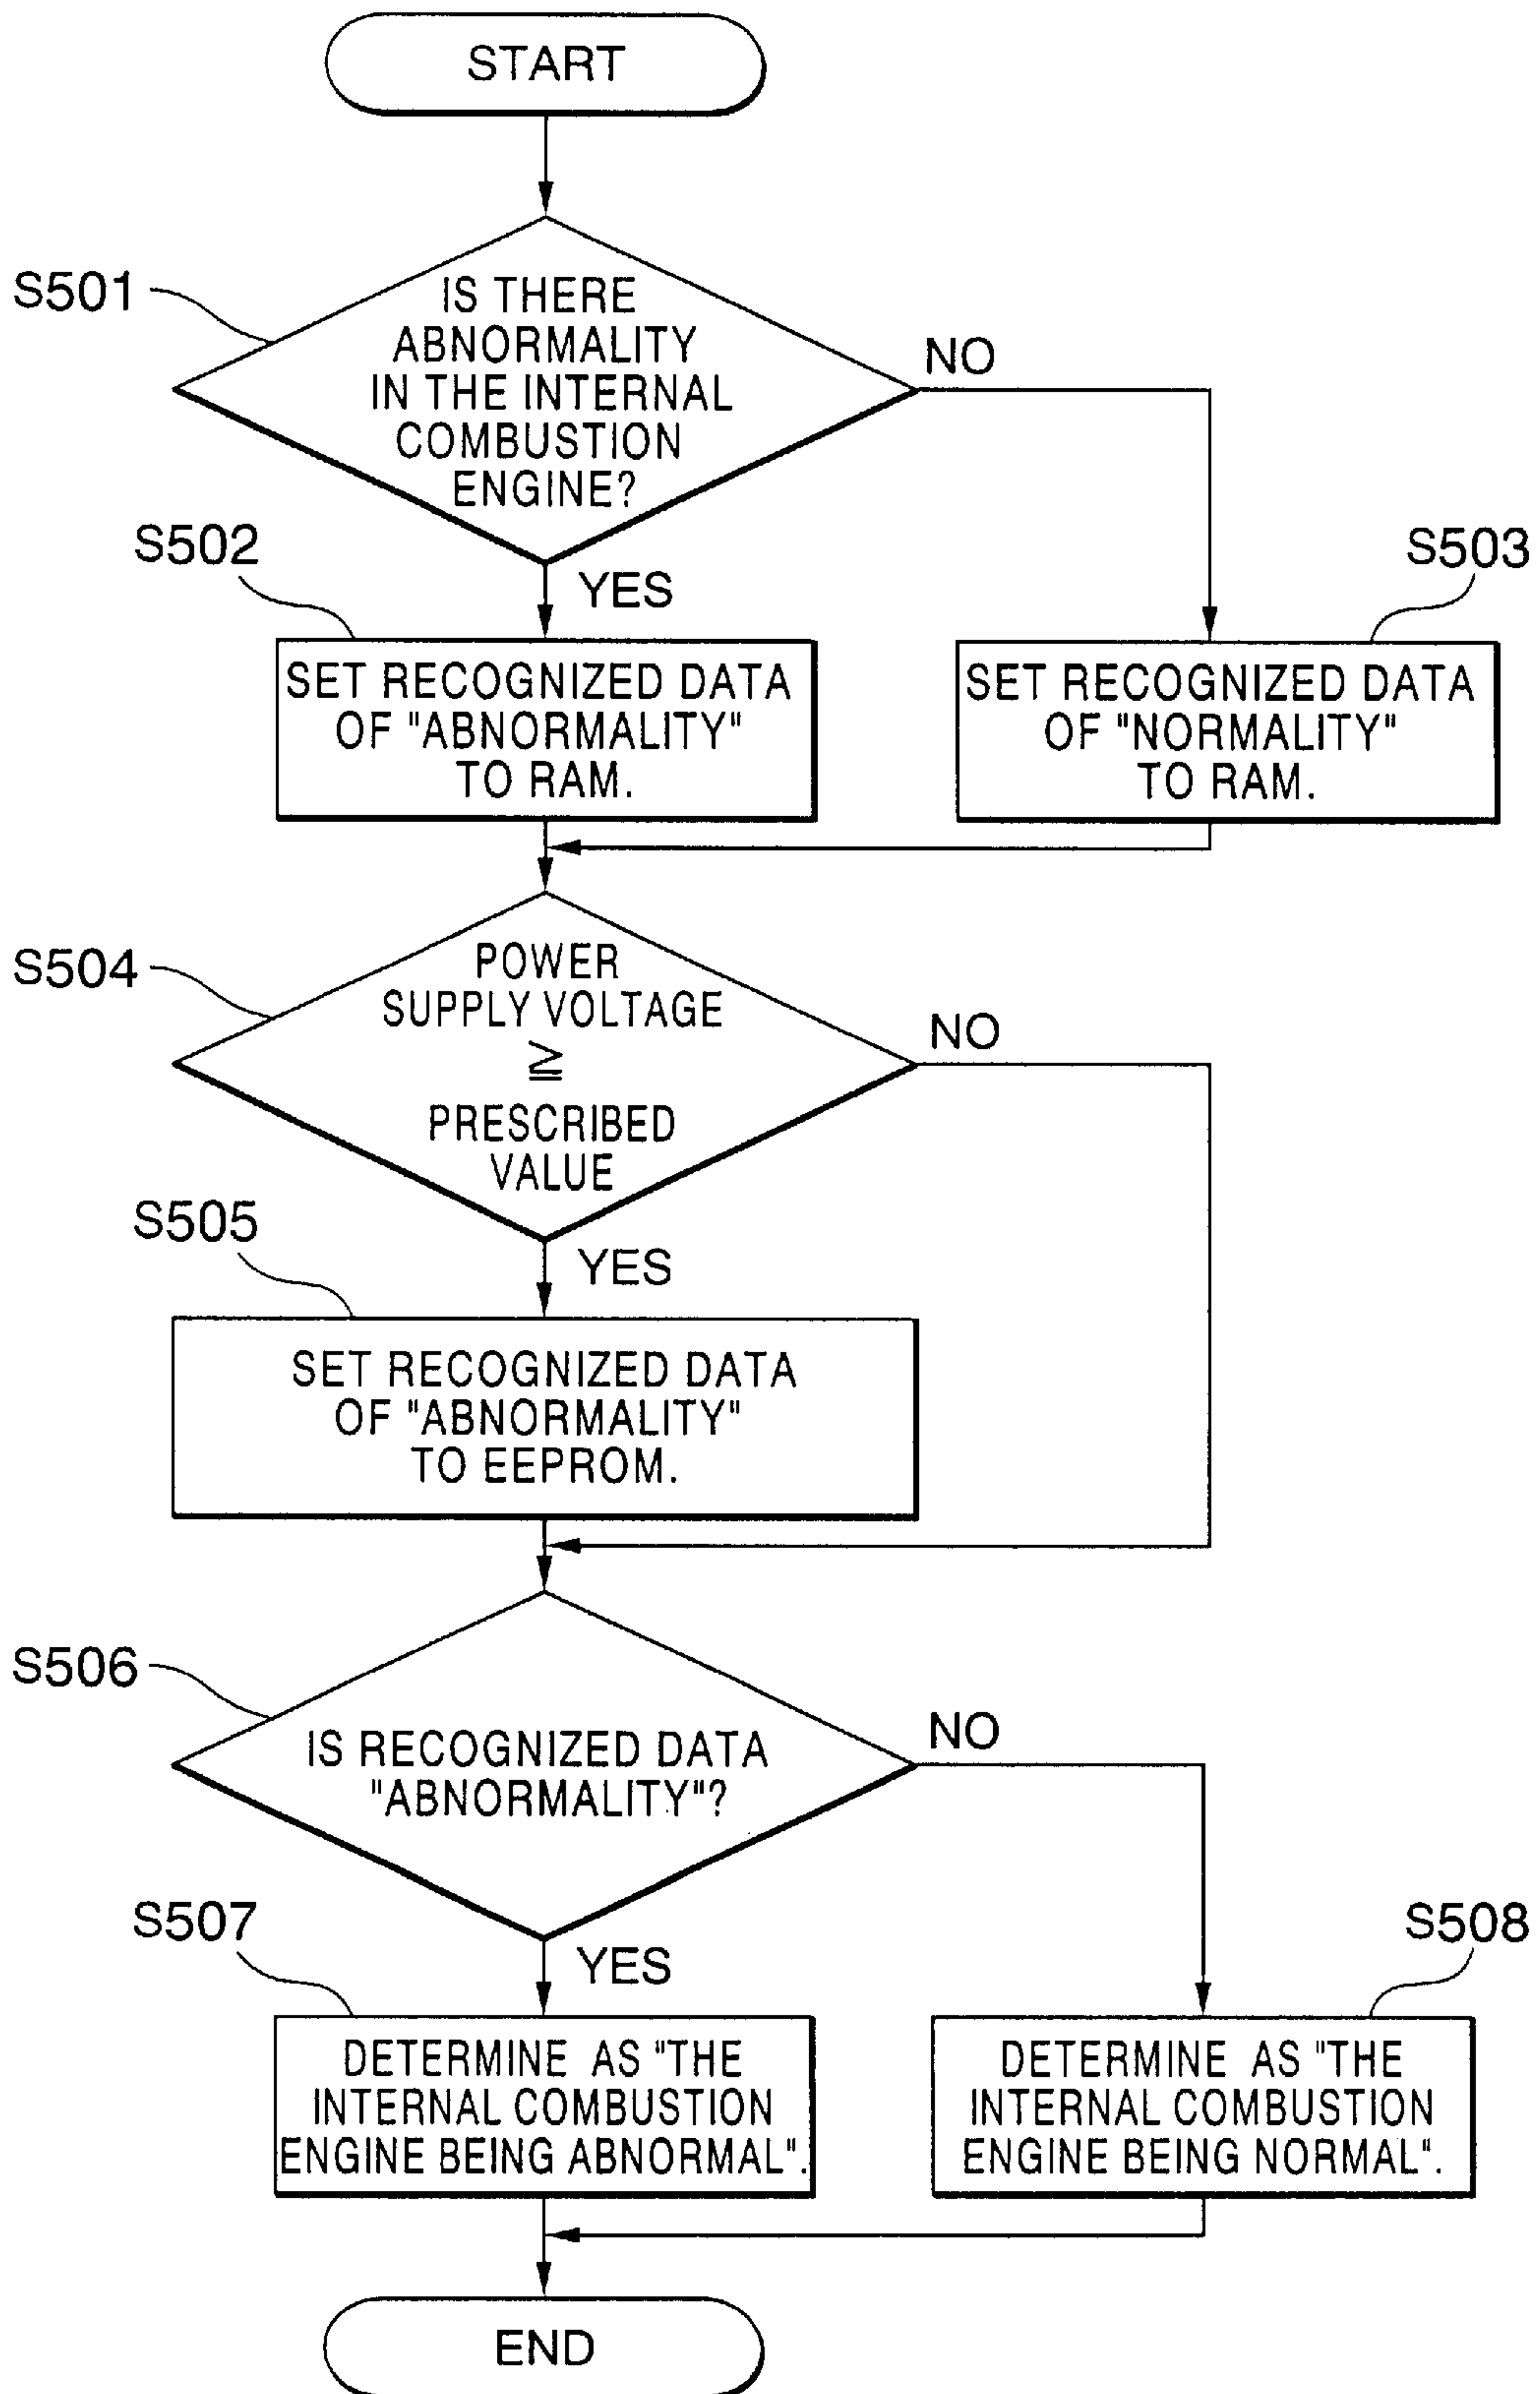 START
S501
IS THERE
ABNORMALITY
IN THE INTERNAL
COMBUSTION
ENGINE?
NO
S502
YES
S503
SET RECOGNIZED DATA
OF "ABNORMALITY"
TO RAM.
SET RECOGNIZED DATA
OF "NORMALITY"
TO RAM.
S504
POWER
SUPPLY VOLTAGE
≧
PRESCRIBED
VALUE
NO
S505
YES
SET RECOGNIZED DATA
OF "ABNORMALITY"
TO EEPROM.
S506
IS RECOGNIZED DATA
"ABNORMALITY"?
NO
S507
YES
S508
DETERMINE AS "THE
INTERNAL COMBUSTION
ENGINE BEING ABNORMAL".
DETERMINE AS "THE
INTERNAL COMBUSTION
ENGINE BEING NORMAL".
END